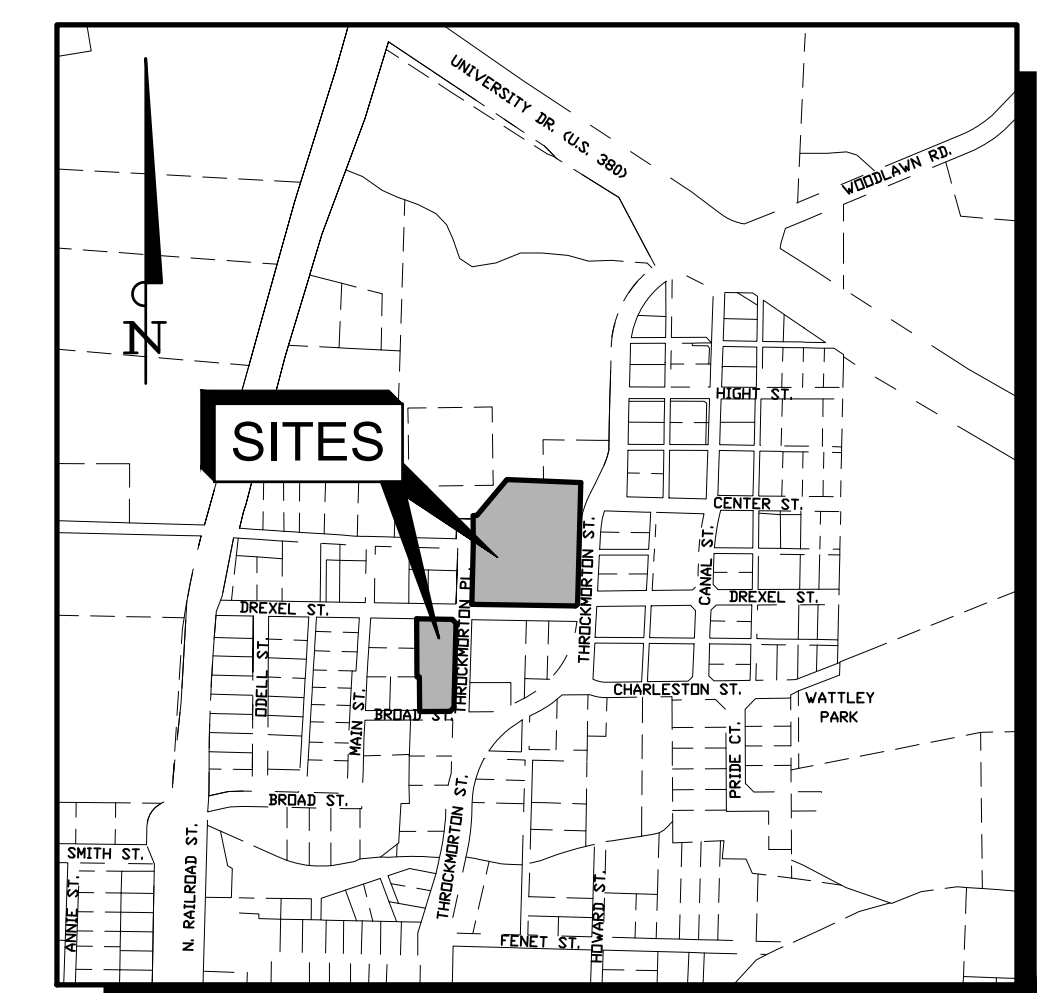 UNIVERSITY DR. (U.S. 380)
WOODLAWN RD.
N
HIGHT ST.
SITES
CENTER ST.
CANAL ST.
THROCKMORTON ST.
THROCKMORTON PL.
DREXEL ST.
DREXEL ST.
ODELL ST.
MAIN ST.
BROAD ST.
CHARLESTON ST.
WATTLEY
PARK
PRIDE CT.
BROAD ST.
THROCKMORTON ST.
SMITH ST.
N. RAILROAD ST.
ANNIE ST.
HOWARD ST.
FENET ST.